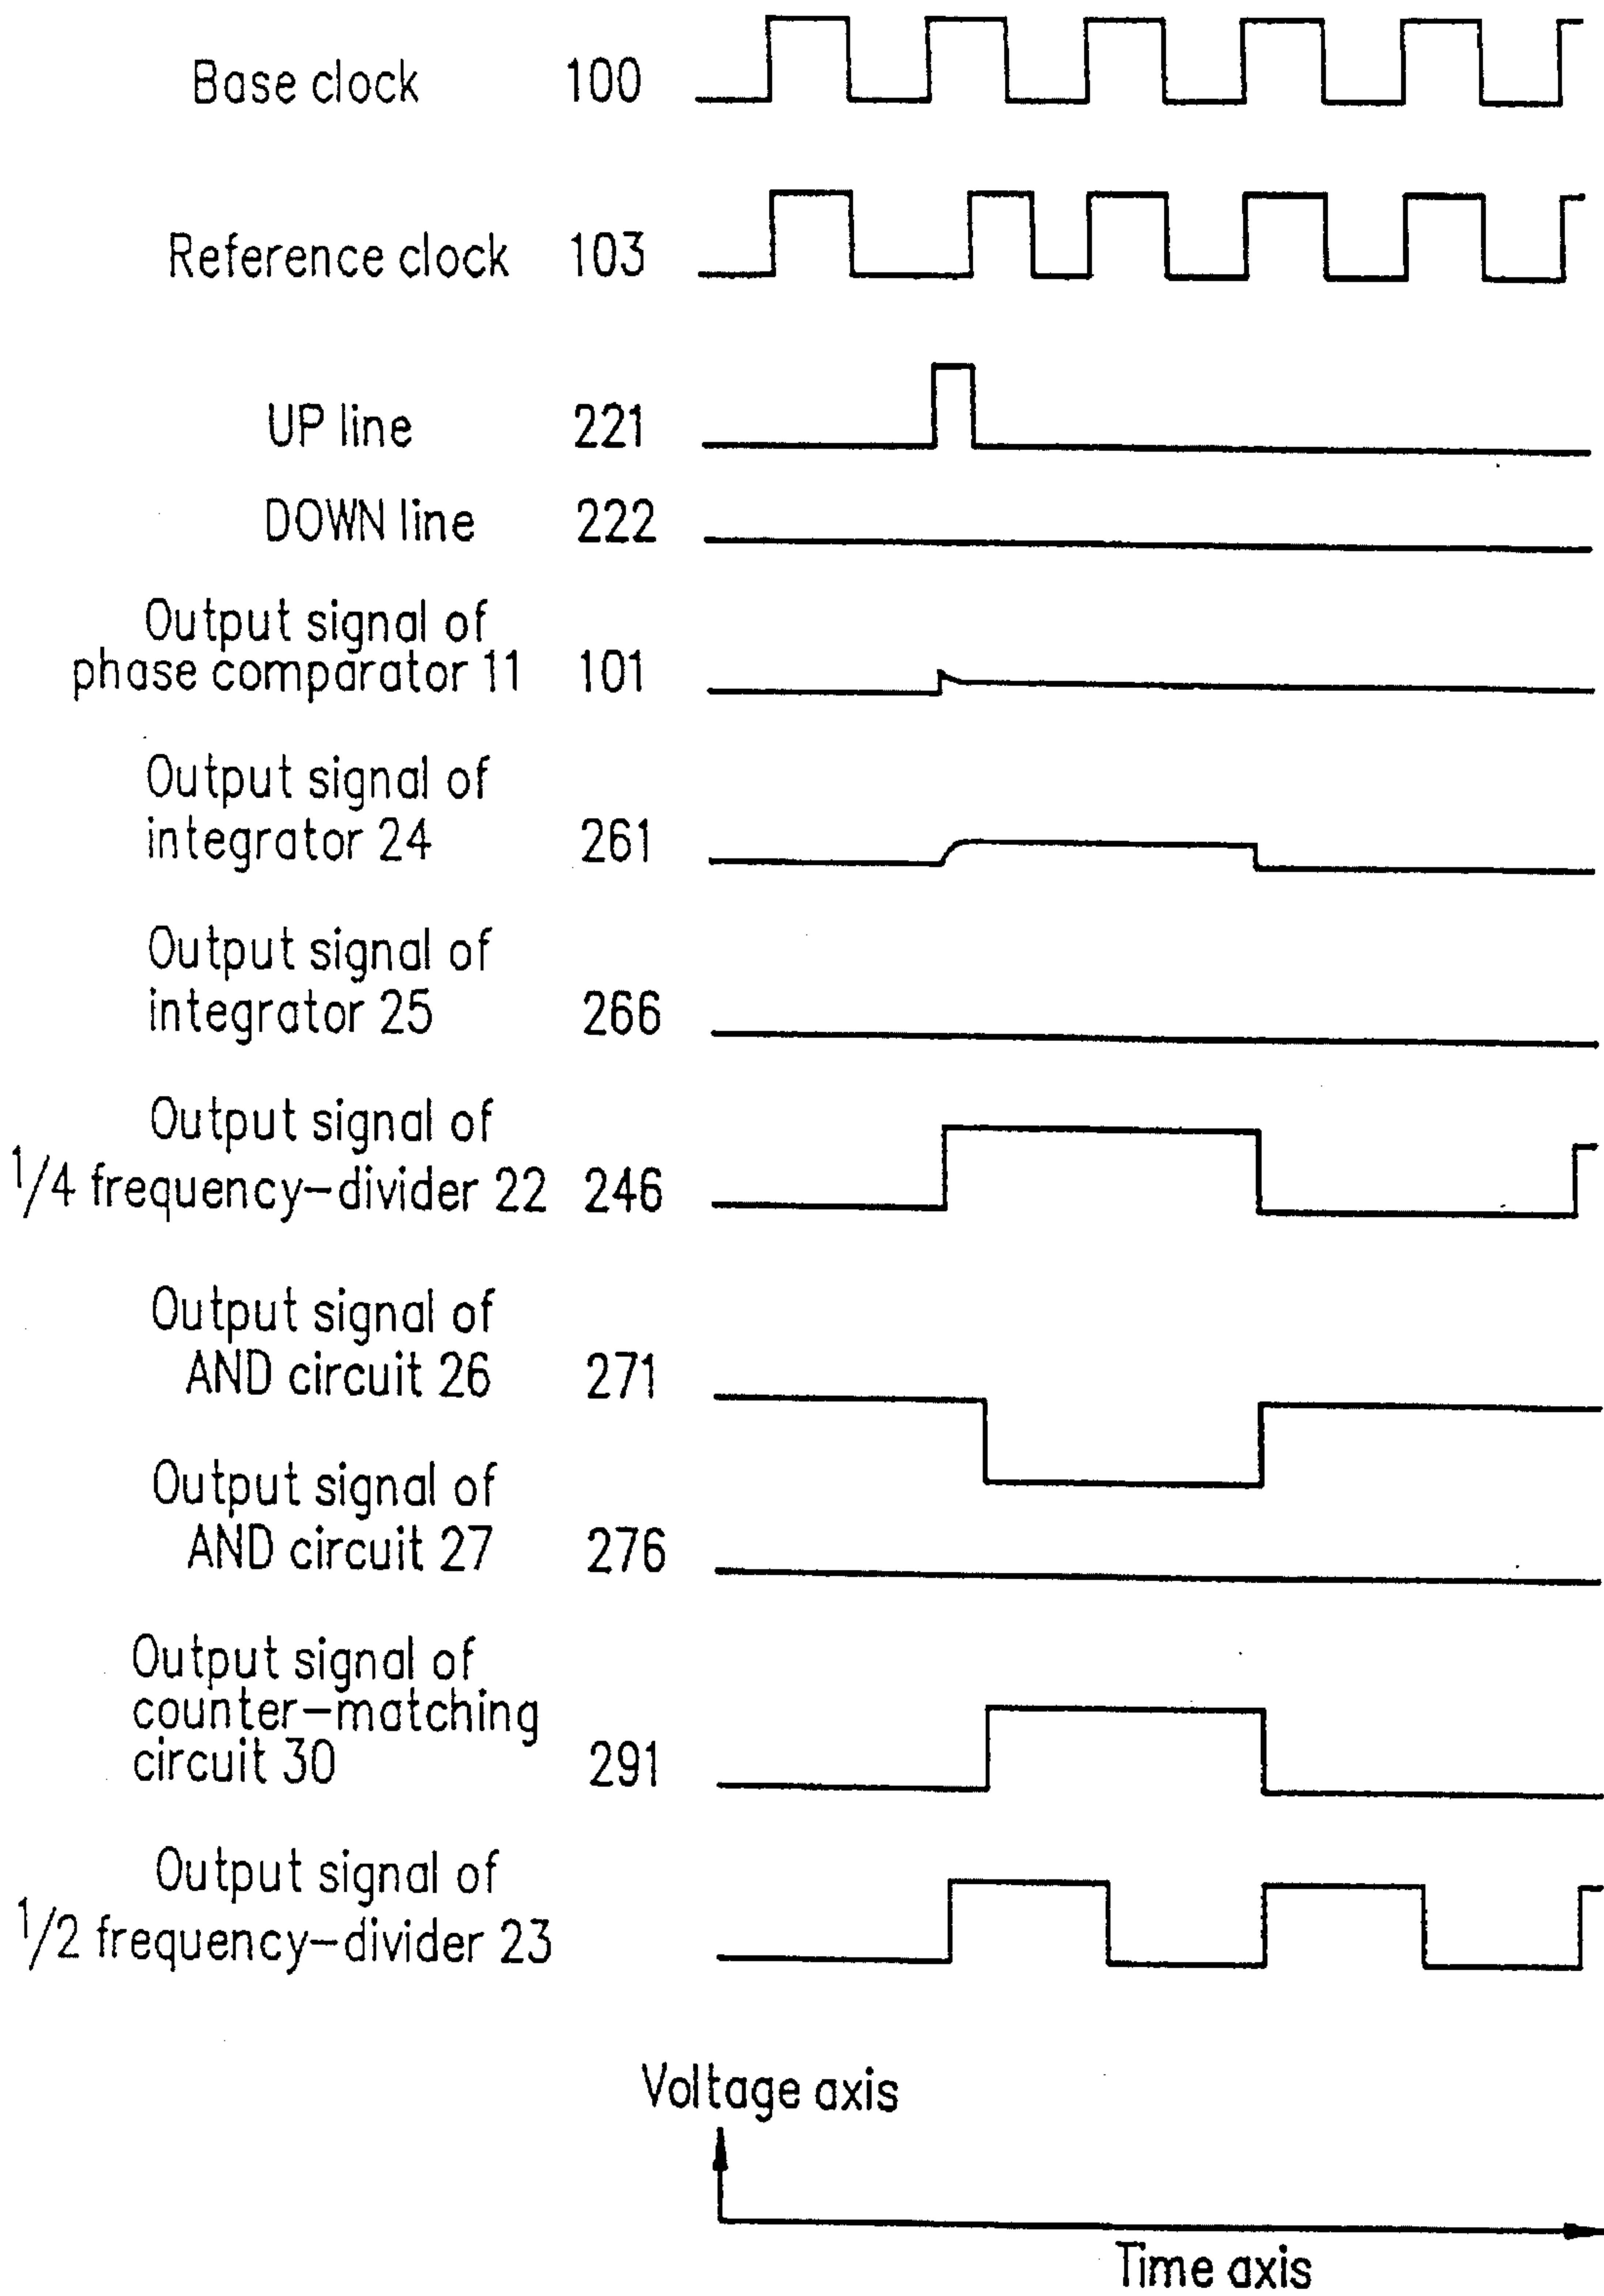 Base clock 100
Reference clock 103
UP line 221
DOWN line 222
Output signal of
phase comparator 11 101
Output signal of
integrator 24 261
Output signal of
integrator 25 266
Output signal of
1/4 frequency-divider 22 246
Output signal of
AND circuit 26 271
Output signal of
AND circuit 27 276
Output signal of
counter-matching
circuit 30 291
Output signal of
1/2 frequency-divider 23
Voltage axis
Time axis